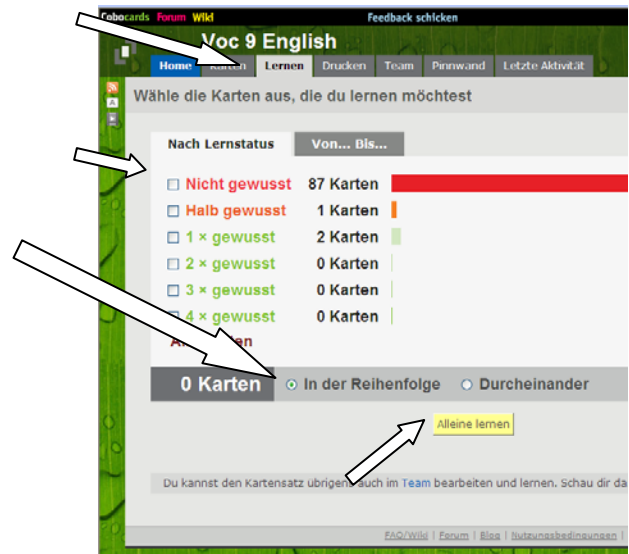 Cobocards Forum Wiki Feedback schicken
Voc 9 English
Home Karten Lernen Drucken Team Pinnwand Letzte Aktivität
Wähle die Karten aus, die du lernen möchtest
Nach Lernstatus Von... Bis...
Nicht gewusst 87 Karten
Halb gewusst 1 Karten
1 × gewusst 2 Karten
2 × gewusst 0 Karten
3 × gewusst 0 Karten
4 × gewusst 0 Karten
0 Karten In der Reihenfolge Durcheinander
Alleine lernen
Du kannst den Kartensatz übrigens auch im Team bearbeiten und lernen. Schau dir da
FAQ/Wiki | Forum | Blog | Nutzungsbedingungen |